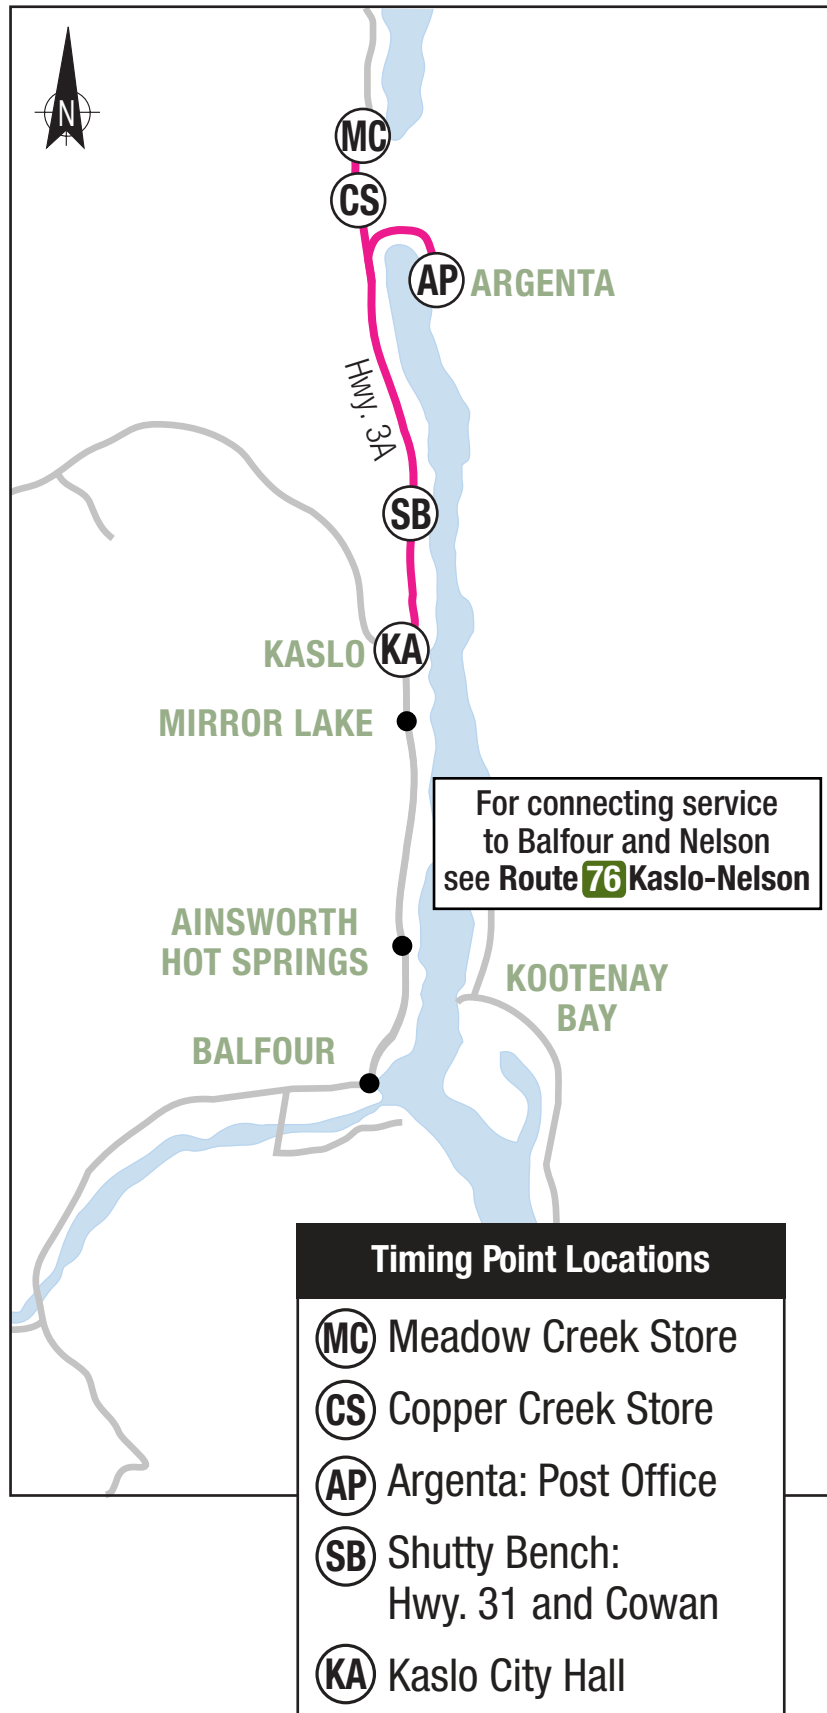 N
MC
CS
AP ARGENTA
Hwy. 3A
SB
KASLO KA
MIRROR LAKE
For connecting service
to Balfour and Nelson
see Route 76 Kaslo-Nelson
AINSWORTH
HOT SPRINGS
KOOTENAY
BAY
BALFOUR
Timing Point Locations
MC Meadow Creek Store
CS Copper Creek Store
AP Argenta: Post Office
SB Shutty Bench:
Hwy. 31 and Cowan
KA Kaslo City Hall